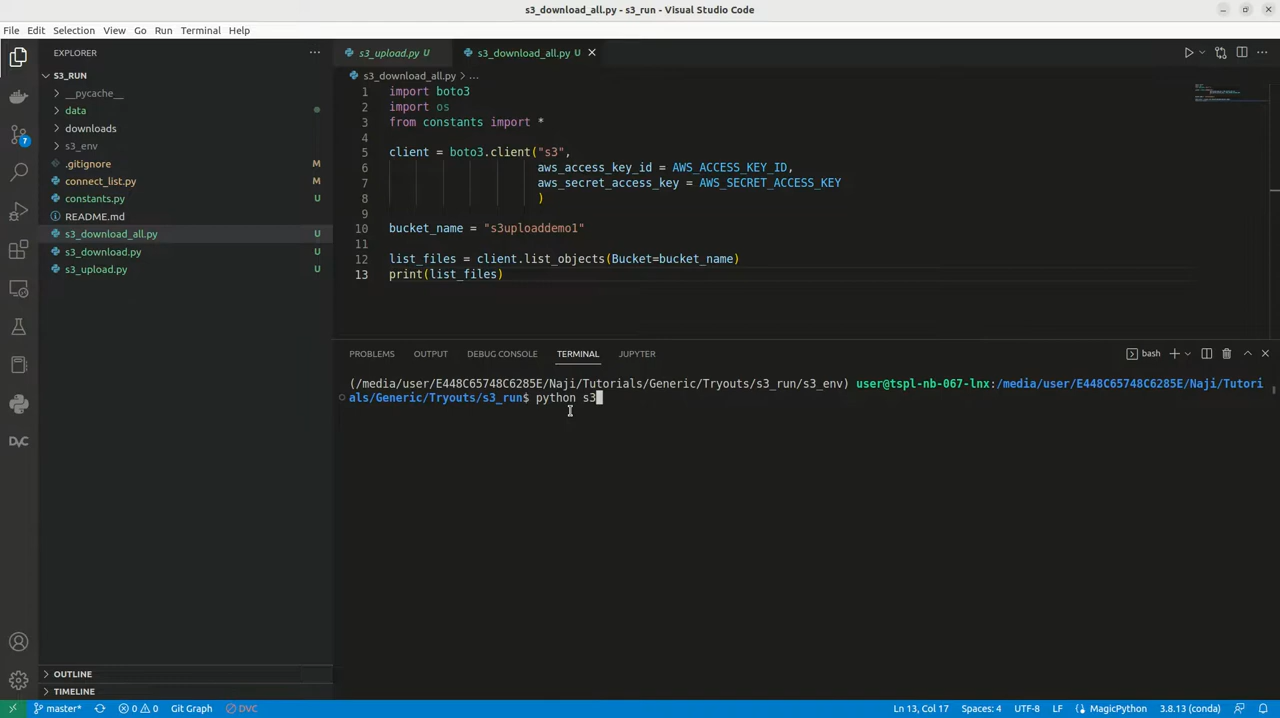 s3_download_all.py - s3_run - Visual Studio Code
File Edit Selection View Go Run Terminal Help
EXPLORER
S3_RUN
__pycache__
data
downloads
s3_env
.gitignore M
connect_list.py M
constants.py U
README.md
s3_download_all.py U
s3_download.py U
s3_upload.py U
OUTLINE
TIMELINE
7
DVC
s3_upload.py U
s3_download_all.py U
s3_download_all.py > ...
1 import boto3
2 import os
3 from constants import *
4
5 client = boto3.client("s3",
6 aws_access_key_id = AWS_ACCESS_KEY_ID,
7 aws_secret_access_key = AWS_SECRET_ACCESS_KEY
8 )
9
10 bucket_name = "s3uploaddemo1"
11
12 list_files = client.list_objects(Bucket=bucket_name)
13 print(list_files)
PROBLEMS OUTPUT DEBUG CONSOLE TERMINAL JUPYTER
bash
(/media/user/E448C65748C6285E/Naji/Tutorials/Generic/Tryouts/s3_run/s3_env) user@tspl-nb-067-lnx:/media/user/E448C65748C6285E/Naji/Tutori
als/Generic/Tryouts/s3_run$ python s3
master* 0 0 Git Graph DVC
Ln 13, Col 17 Spaces: 4 UTF-8 LF MagicPython 3.8.13 (conda)